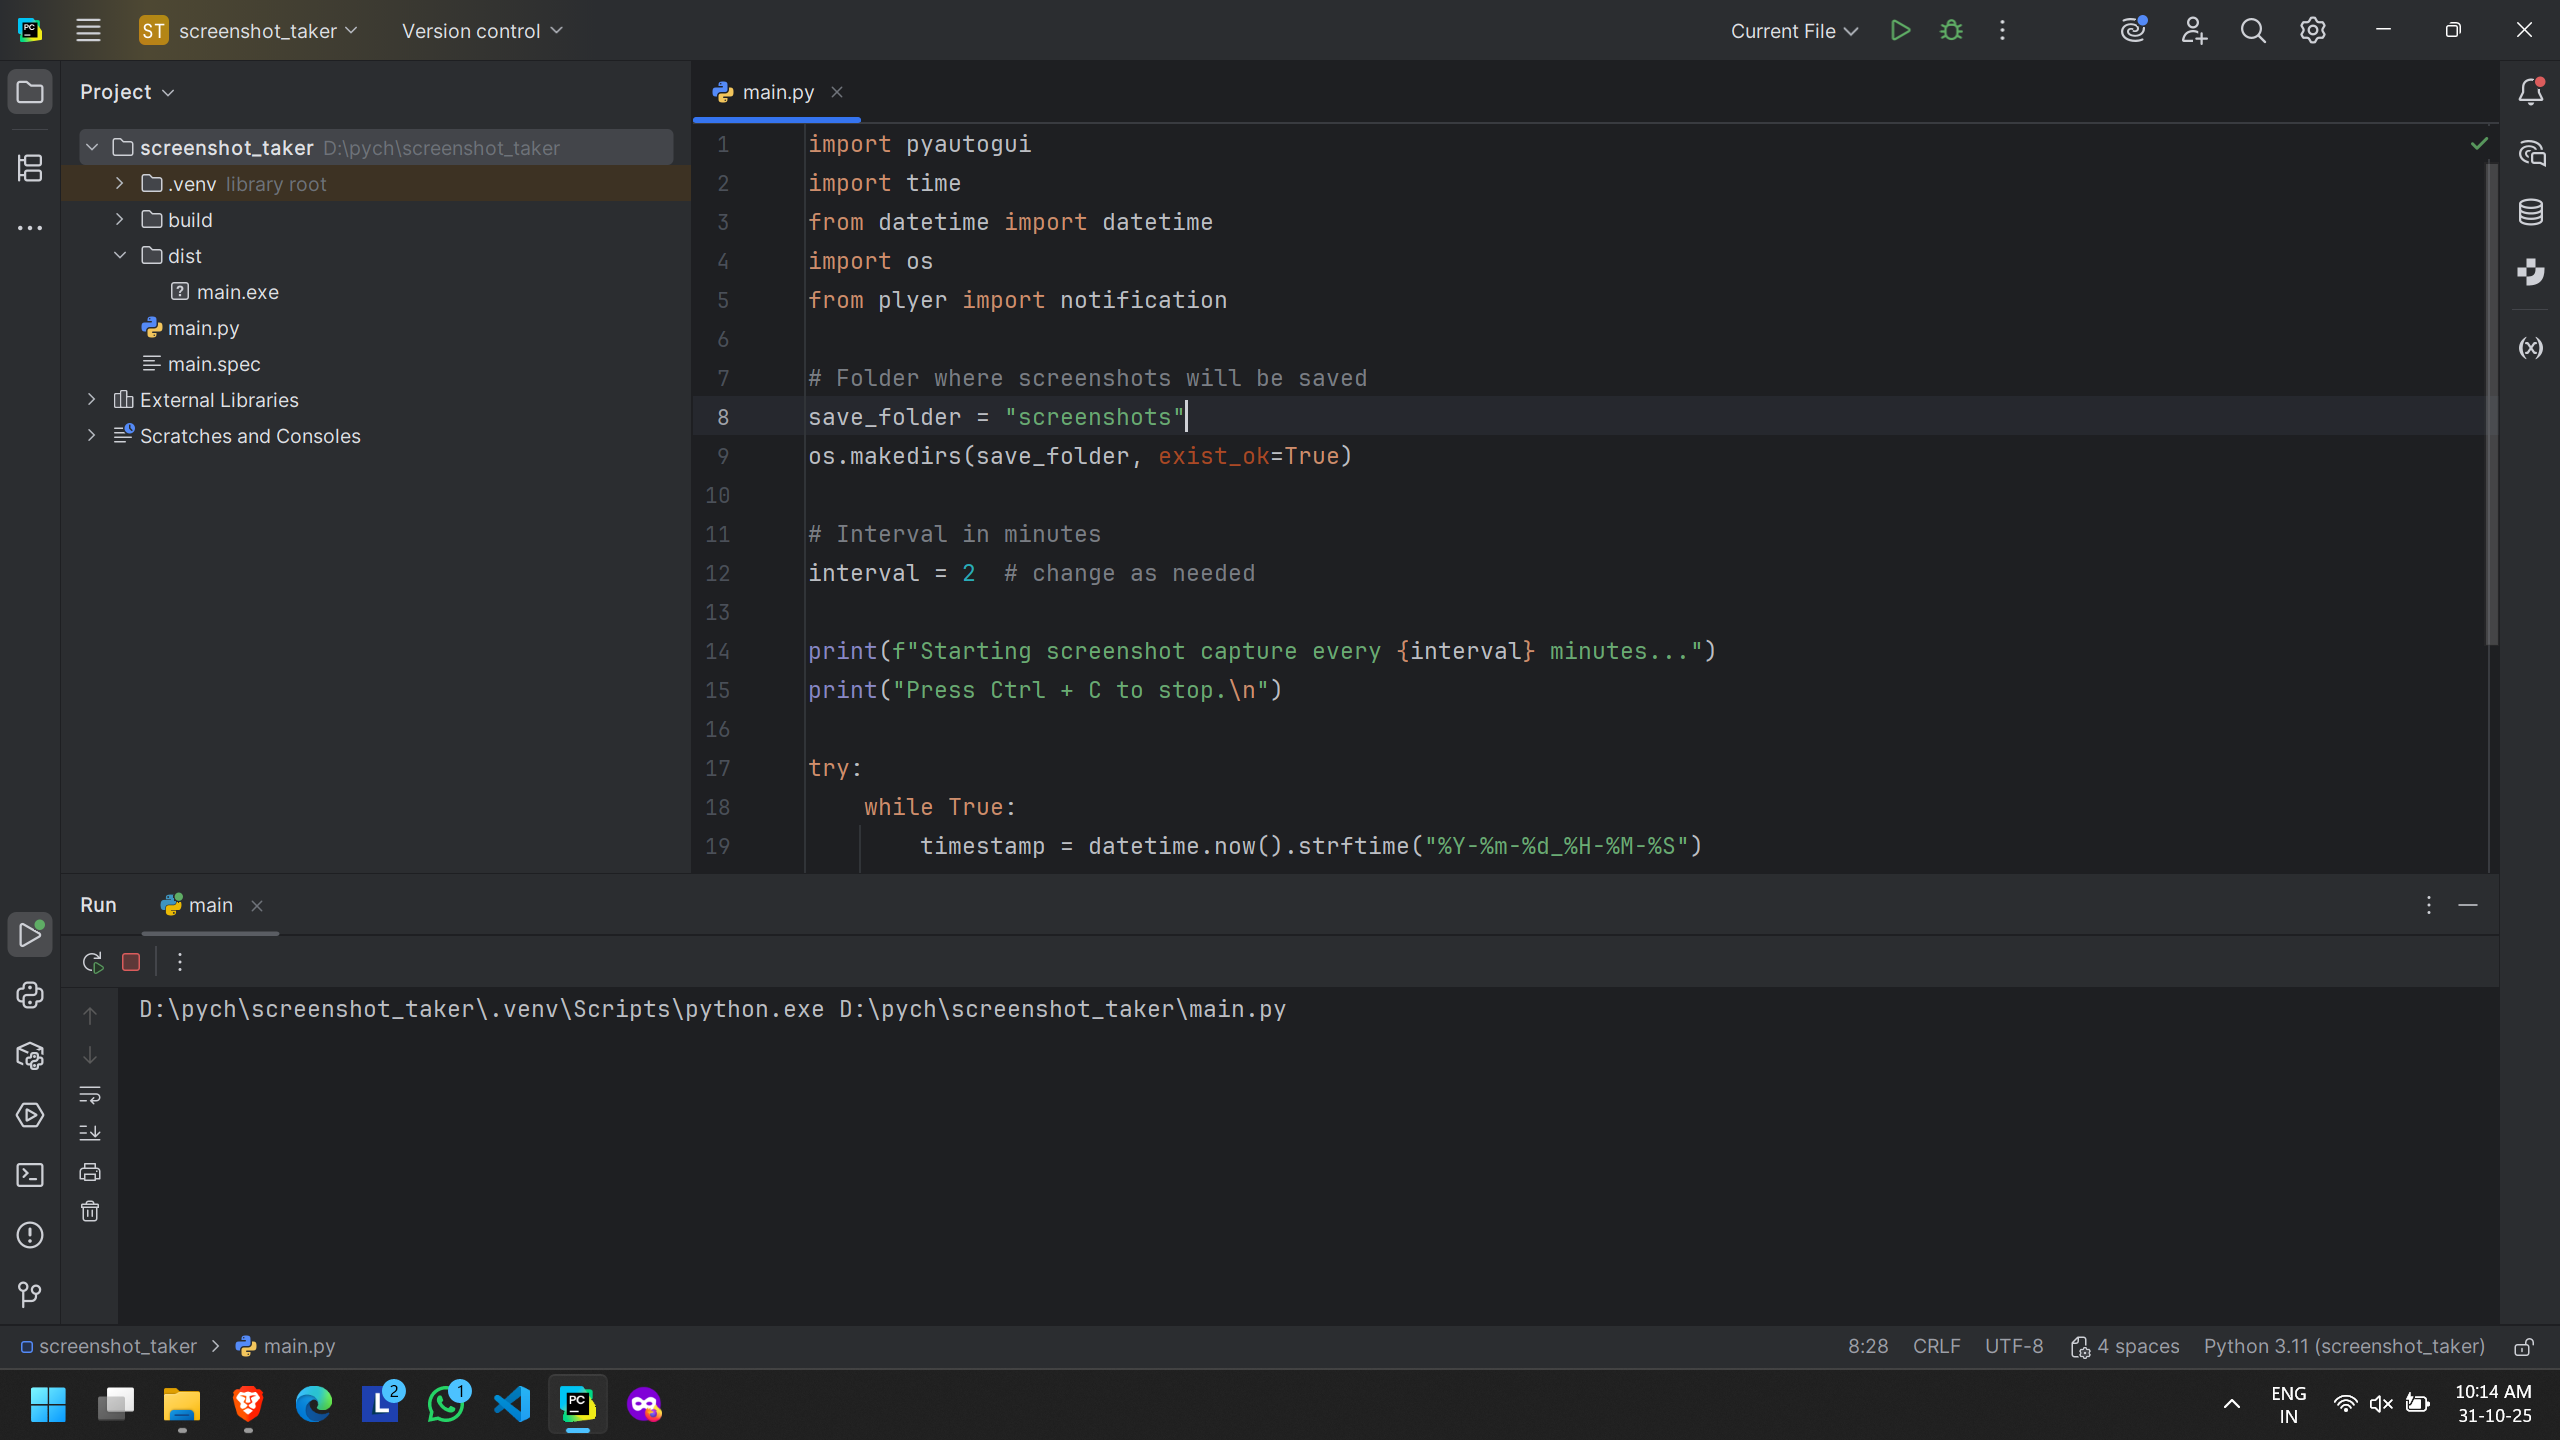 PC
ST screenshot_taker
Version control
Current File
Project
screenshot_taker D:\pych\screenshot_taker
.venv library root
build
dist
main.exe
main.py
main.spec
External Libraries
Scratches and Consoles
main.py
1 import pyautogui
2 import time
3 from datetime import datetime
4 import os
5 from plyer import notification
6
7 # Folder where screenshots will be saved
8 save_folder = "screenshots"
9 os.makedirs(save_folder, exist_ok=True)
10
11 # Interval in minutes
12 interval = 2  # change as needed
13
14 print(f"Starting screenshot capture every {interval} minutes...")
15 print("Press Ctrl + C to stop.\n")
16
17 try:
18     while True:
19         timestamp = datetime.now().strftime("%Y-%m-%d_%H-%M-%S")
Run
main
D:\pych\screenshot_taker\.venv\Scripts\python.exe D:\pych\screenshot_taker\main.py
screenshot_taker > main.py
8:28 CRLF UTF-8 4 spaces Python 3.11 (screenshot_taker)
L 2
1
PC
ENG
IN
10:14 AM
31-10-25